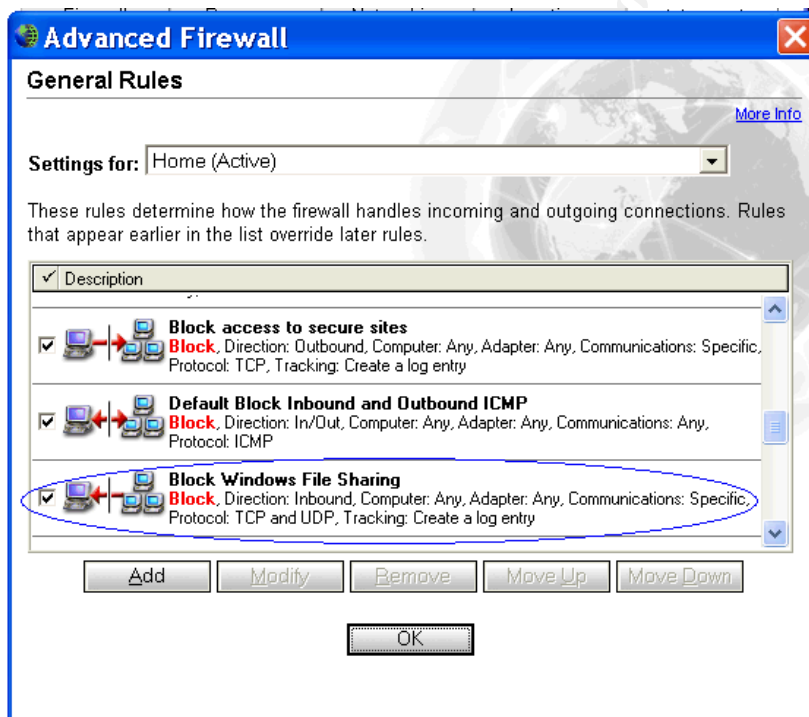 Advanced Firewall
General Rules
More Info
Settings for: Home (Active)
These rules determine how the firewall handles incoming and outgoing connections. Rules
that appear earlier in the list override later rules.
Description
Block access to secure sites
Block, Direction: Outbound, Computer: Any, Adapter: Any, Communications: Specific,
Protocol: TCP, Tracking: Create a log entry
Default Block Inbound and Outbound ICMP
Block, Direction: In/Out, Computer: Any, Adapter: Any, Communications: Any,
Protocol: ICMP
Block Windows File Sharing
Block, Direction: Inbound, Computer: Any, Adapter: Any, Communications: Specific,
Protocol: TCP and UDP, Tracking: Create a log entry
Add Modify Remove Move Up Move Down
OK